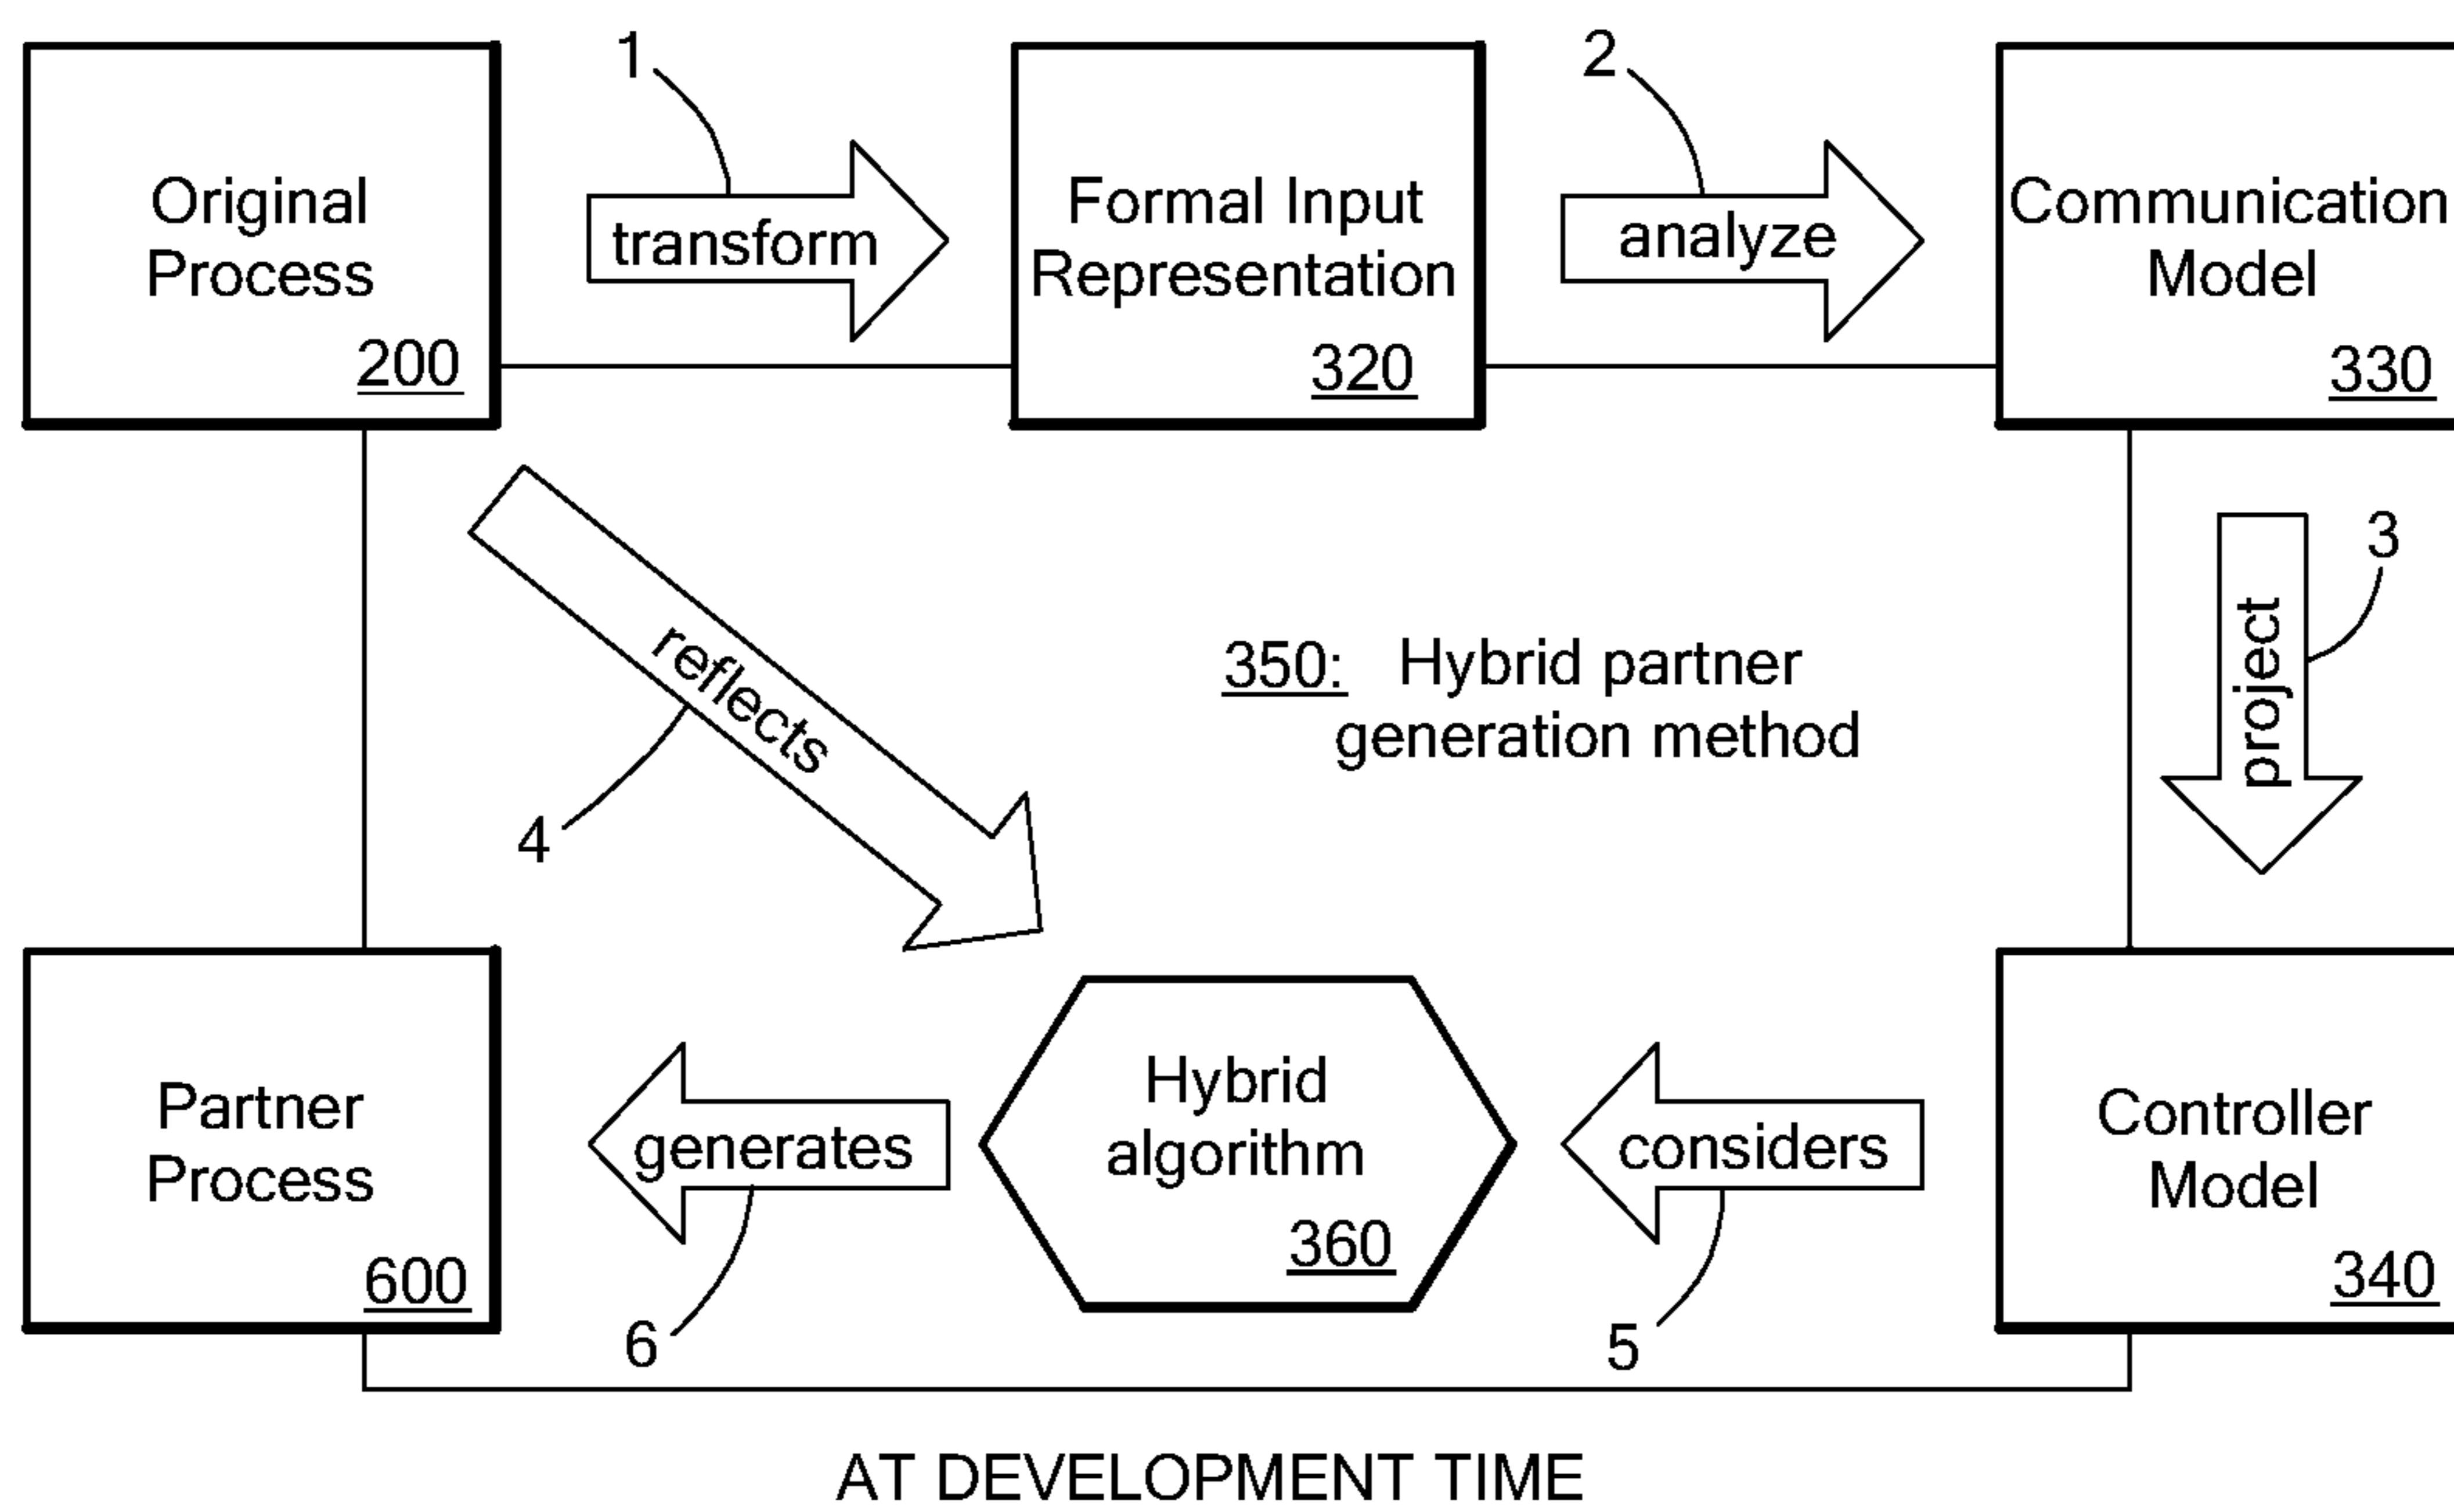 1
2
Original
Process
200
transform
Formal Input
Representation
320
analyze
Communication
Model
330
3
project
reflects
4
350: Hybrid partner
generation method
Partner
Process
600
generates
6
Hybrid
algorithm
360
considers
5
Controller
Model
340
AT DEVELOPMENT TIME